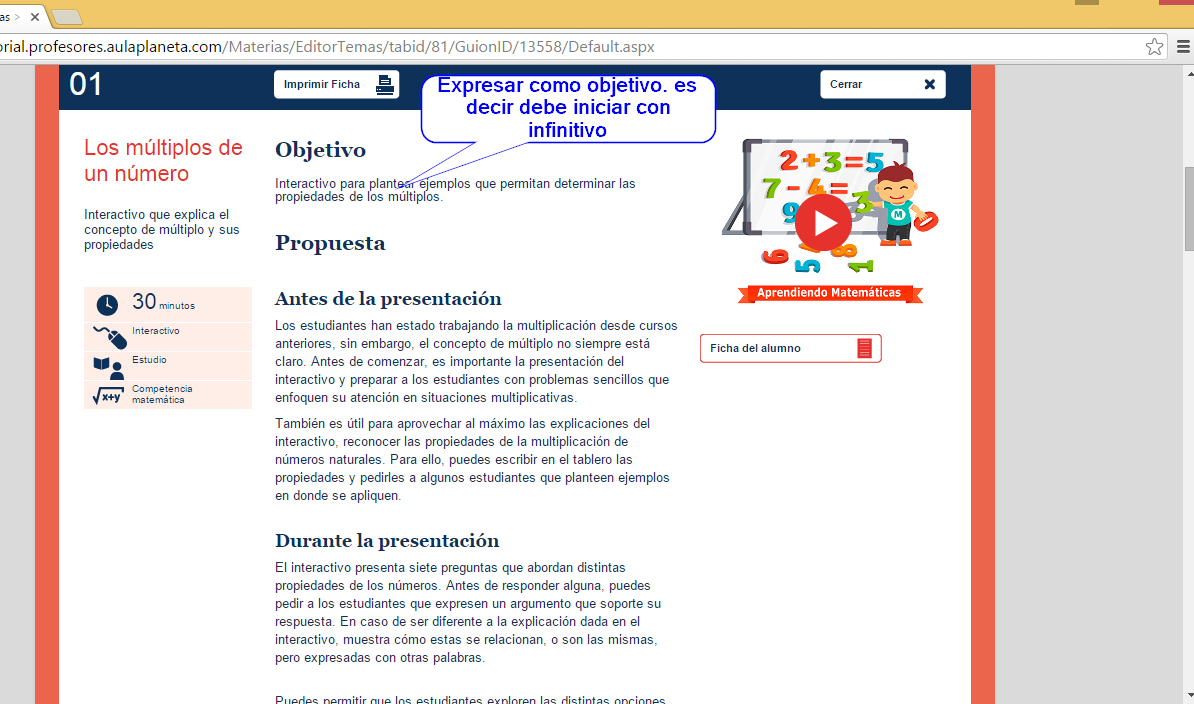 as >
orial.profesores.aulaplaneta.com/Materias/EditorTemas/tabid/81/GuionID/13558/Default.aspx
01
Imprimir Ficha
Expresar como objetivo. es
decir debe iniciar con
infinitivo
Cerrar
Los múltiplos de
un número
Interactivo que explica el
concepto de múltiplo y sus
propiedades
30 minutos
Interactivo
Estudio
x+y
Competencia
matemática
Objetivo
Interactivo para plantear ejemplos que permitan determinar las
propiedades de los múltiplos.
Propuesta
Antes de la presentación
Los estudiantes han estado trabajando la multiplicación desde cursos
anteriores, sin embargo, el concepto de múltiplo no siempre está
claro. Antes de comenzar, es importante la presentación del
interactivo y preparar a los estudiantes con problemas sencillos que
enfoquen su atención en situaciones multiplicativas.
También es útil para aprovechar al máximo las explicaciones del
interactivo, reconocer las propiedades de la multiplicación de
números naturales. Para ello, puedes escribir en el tablero las
propiedades y pedirles a algunos estudiantes que planteen ejemplos
en donde se apliquen.
Durante la presentación
El interactivo presenta siete preguntas que abordan distintas
propiedades de los números. Antes de responder alguna, puedes
pedir a los estudiantes que expresen un argumento que soporte su
respuesta. En caso de ser diferente a la explicación dada en el
interactivo, muestra cómo estas se relacionan, o son las mismas,
pero expresadas con otras palabras.
Puedes permitir que los estudiantes exploren las distintas opciones
2+3=5
7-4=
9 3
M 0
6 8
5 1
Aprendiendo Matemáticas
Ficha del alumno